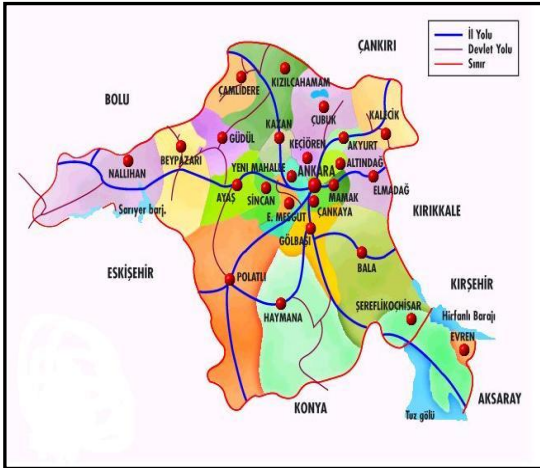 İl Yolu
Devlet Yolu
Sınır
ÇANKIRI
BOLU
ÇAMLIDERE
KIZILCAHAMAM
ÇUBUK
KALECİK
KAZAN
KEÇİÖREN
AKYURT
GÜDÜL
BEYPAZARI
NALLIHAN
YENI MAHALLE
ANKARA
ALTINDAĞ
ELMADAĞ
AYAŞ
SİNCAN
MAMAK
E. MESGUT
ÇANKAYA
Sarıyer barj.
KIRIKKALE
GÖLBAŞI
ESKİŞEHİR
POLATLI
BALA
KIRŞEHİR
HAYMANA
ŞEREFLİKOCHİSAR
Hirfanlı Barajı
EVREN
KONYA
AKSARAY
Tuz gölü